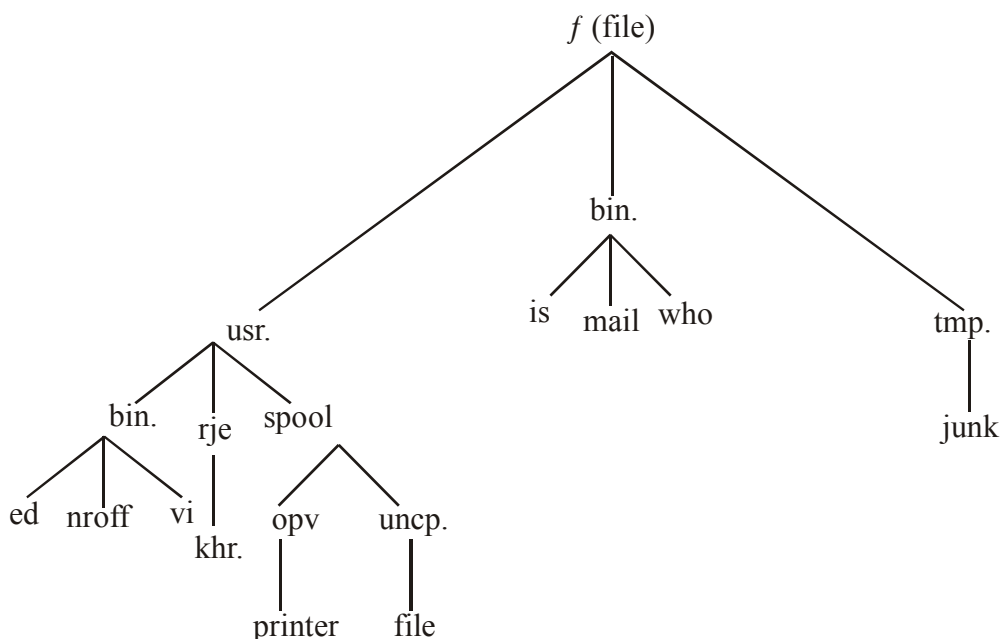 f (file)
bin.
is mail who
usr.
tmp.
bin. rje spool
junk
ed nroff vi
opv uncp.
khr.
printer file